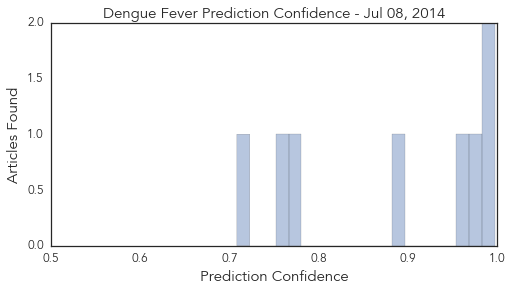 Dengue Fever Prediction Confidence - Jul 08, 2014
2.0
1.5
1.0
0.5
0.0
Articles Found
0.5 0.6 0.7 0.8 0.9 1.0
Prediction Confidence